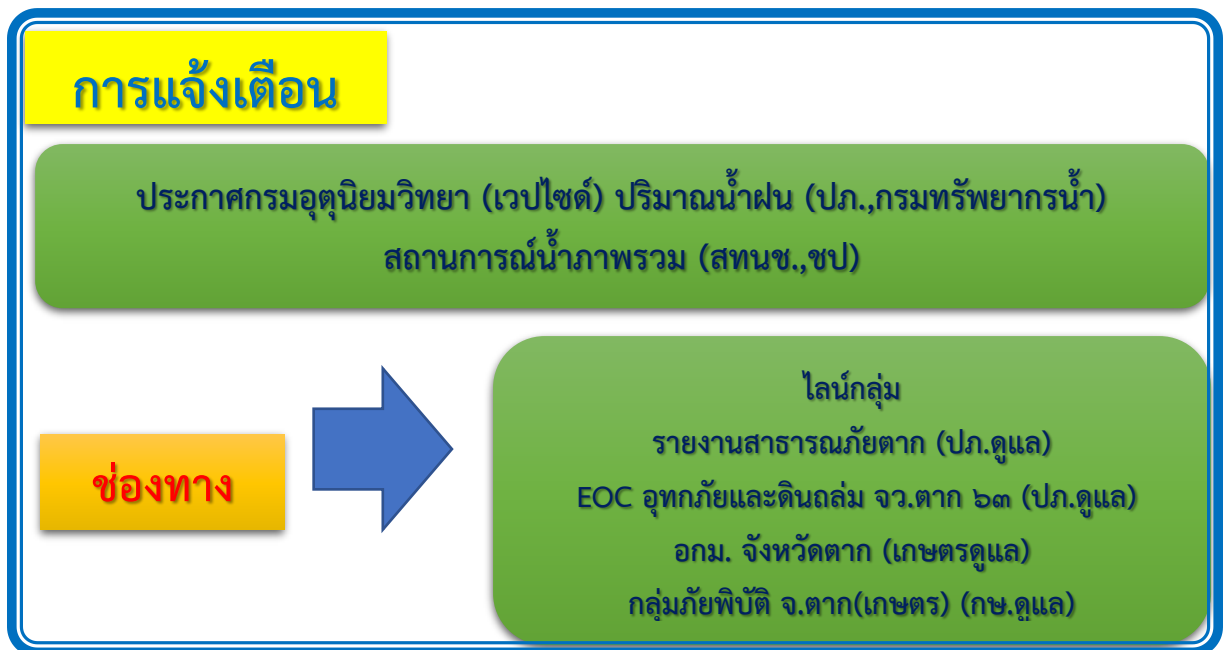 การแจ้งเตือน
ประกาศกรมอุตุนิยมวิทยา (เวปไซด์) ปริมาณน้ำฝน (ปภ.,กรมทรัพยากรน้ำ)
สถานการณ์น้ำภาพรวม (สทนช.,ชป)
ช่องทาง
ไลน์กลุ่ม
รายงานสาธารณภัยตาก (ปภ.ดูแล)
EOC อุทกภัยและดินถล่ม จว.ตาก ๖๓ (ปภ.ดูแล)
อกม. จังหวัดตาก (เกษตรดูแล)
กลุ่มภัยพิบัติ จ.ตาก(เกษตร) (กษ.ดูแล)